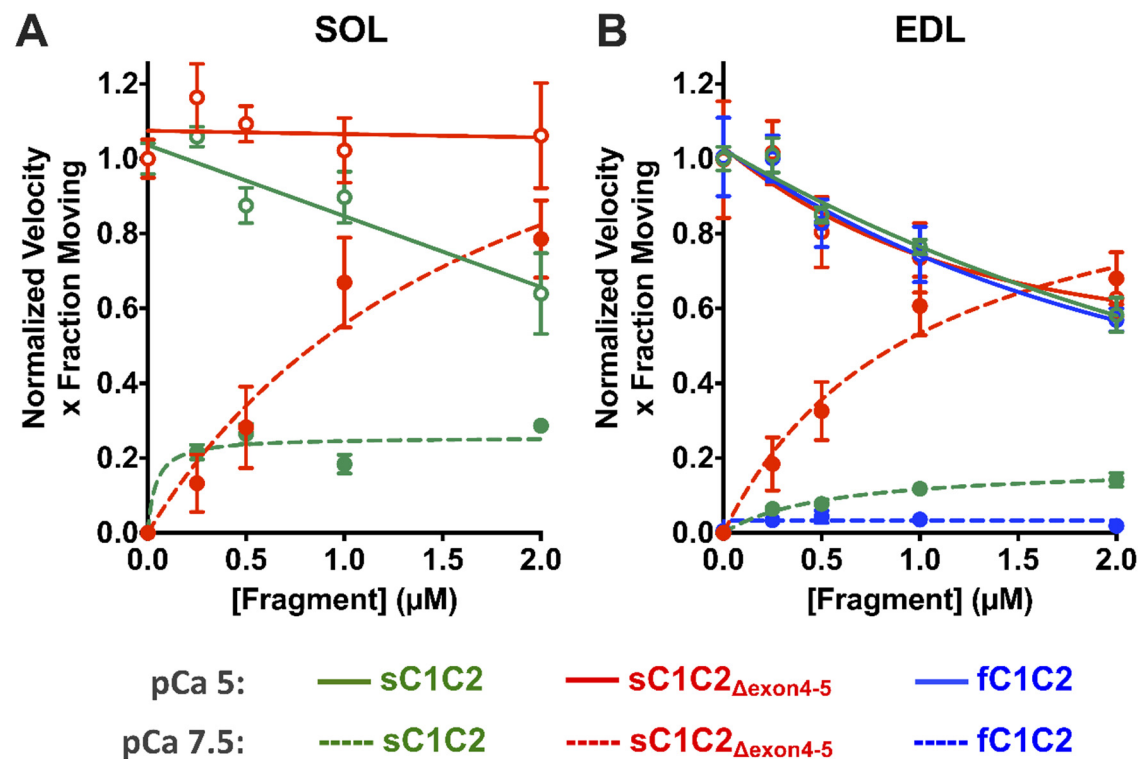 A
SOL
Normalized Velocity
x Fraction Moving
1.2
1.0
0.8
0.6
0.4
0.2
0.0
0.0 0.5 1.0 1.5 2.0
[Fragment] (µM)
B
EDL
Normalized Velocity
x Fraction Moving
1.2
1.0
0.8
0.6
0.4
0.2
0.0
0.0 0.5 1.0 1.5 2.0
[Fragment] (µM)
pCa 5: sC1C2 sC1C2Δexon4-5 fC1C2
pCa 7.5: sC1C2 sC1C2Δexon4-5 fC1C2